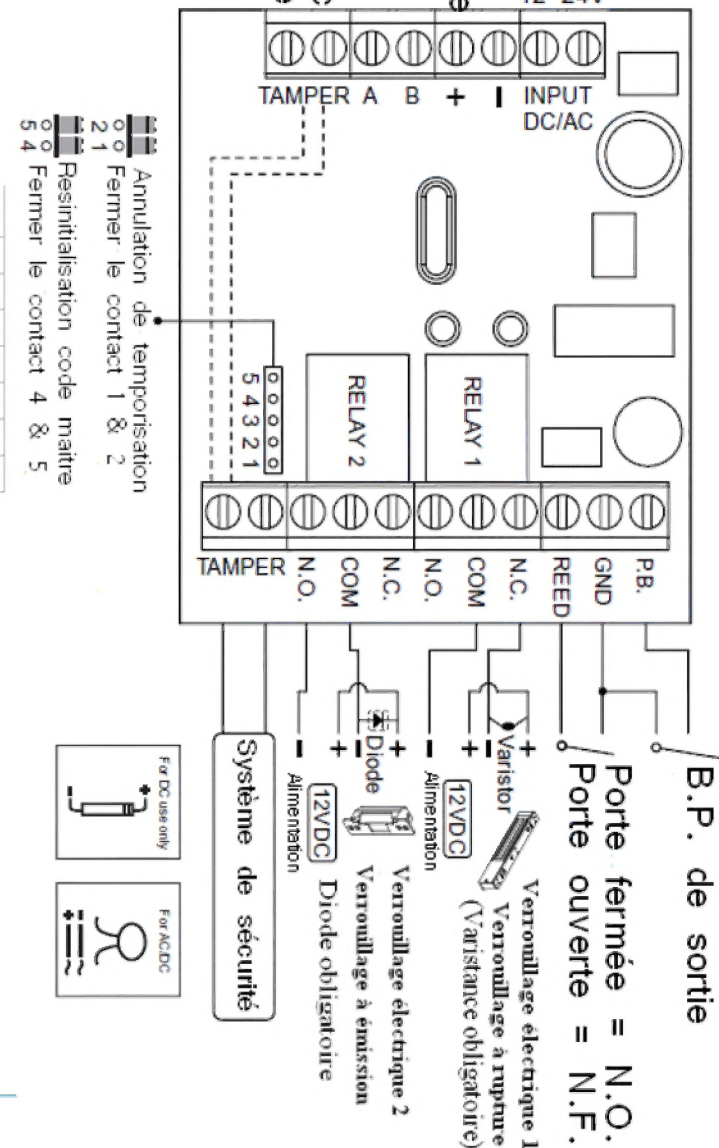 12-24V
TAMPER A B + - INPUT
DC/AC
RELAY 1
RELAY 2
5 4 3 2 1
TAMPER N.O. COM N.C. N.O. COM N.C. REED GND P.B.
Annulation de temporisation
2 1 Fermer le contact 1 & 2
Resinitialisation code maitre
5 4 Fermer le contact 4 & 5
B.P. de sortie
Porte fermée = N.O.
Porte ouverte = N.F.
Varistor
+
-
+
- Alimentation
12VDC
Verrouillage électrique 1
Verrouillage à rupture
(Varistance obligatoire)
Diode
+
-
+
- Alimentation
12VDC
Verrouillage électrique 2
Verrouillage à émission
Diode obligatoire
Système de sécurité
For DC use only
+
-
For AC/DC
- ~
+ ~